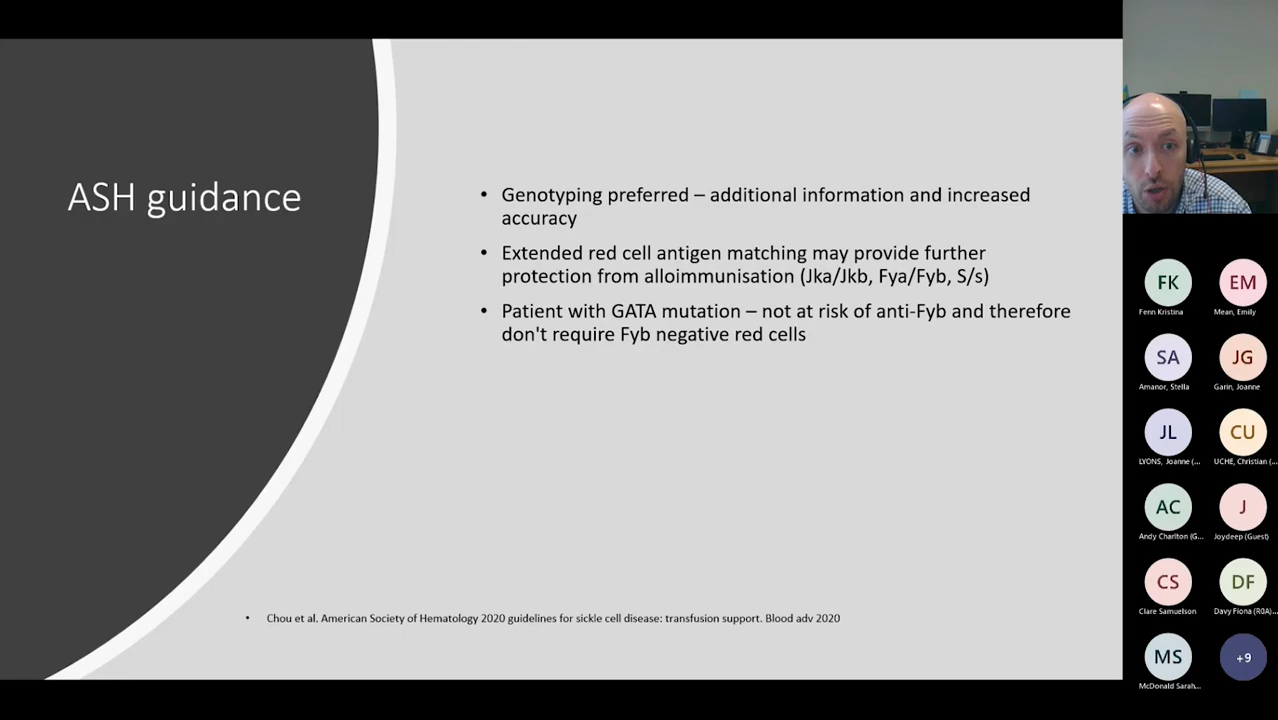 ASH guidance
• Genotyping preferred – additional information and increased
accuracy
• Extended red cell antigen matching may provide further
protection from alloimmunisation (Jka/Jkb, Fya/Fyb, S/s)
• Patient with GATA mutation – not at risk of anti-Fyb and therefore
don't require Fyb negative red cells
• Chou et al. American Society of Hematology 2020 guidelines for sickle cell disease: transfusion support. Blood adv 2020
FK
Fenn Kristina
EM
Mean, Emily
SA
Amanor, Stella
JG
Garin, Joanne
JL
LYONS, Joanne (...
CU
UCHE, Christian (...
AC
Andy Charlton (G...
J
Joydeep (Guest)
CS
Clare Samuelson
DF
Davy Fiona (R0A)...
MS
McDonald Sarah...
+9